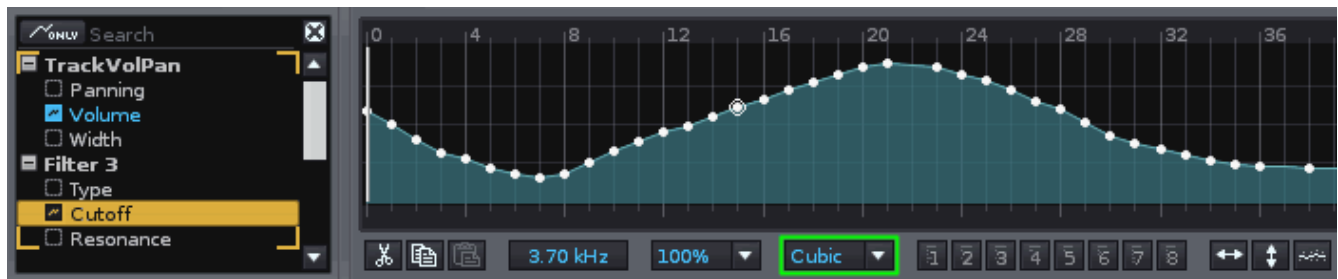 ONLY Search
TrackVolPan
Panning
Volume
Width
Filter 3
Type
Cutoff
Resonance
0 4 8 12 16 20 24 28 32 36
3.70 kHz 100% Cubic 1 2 3 4 5 6 7 8